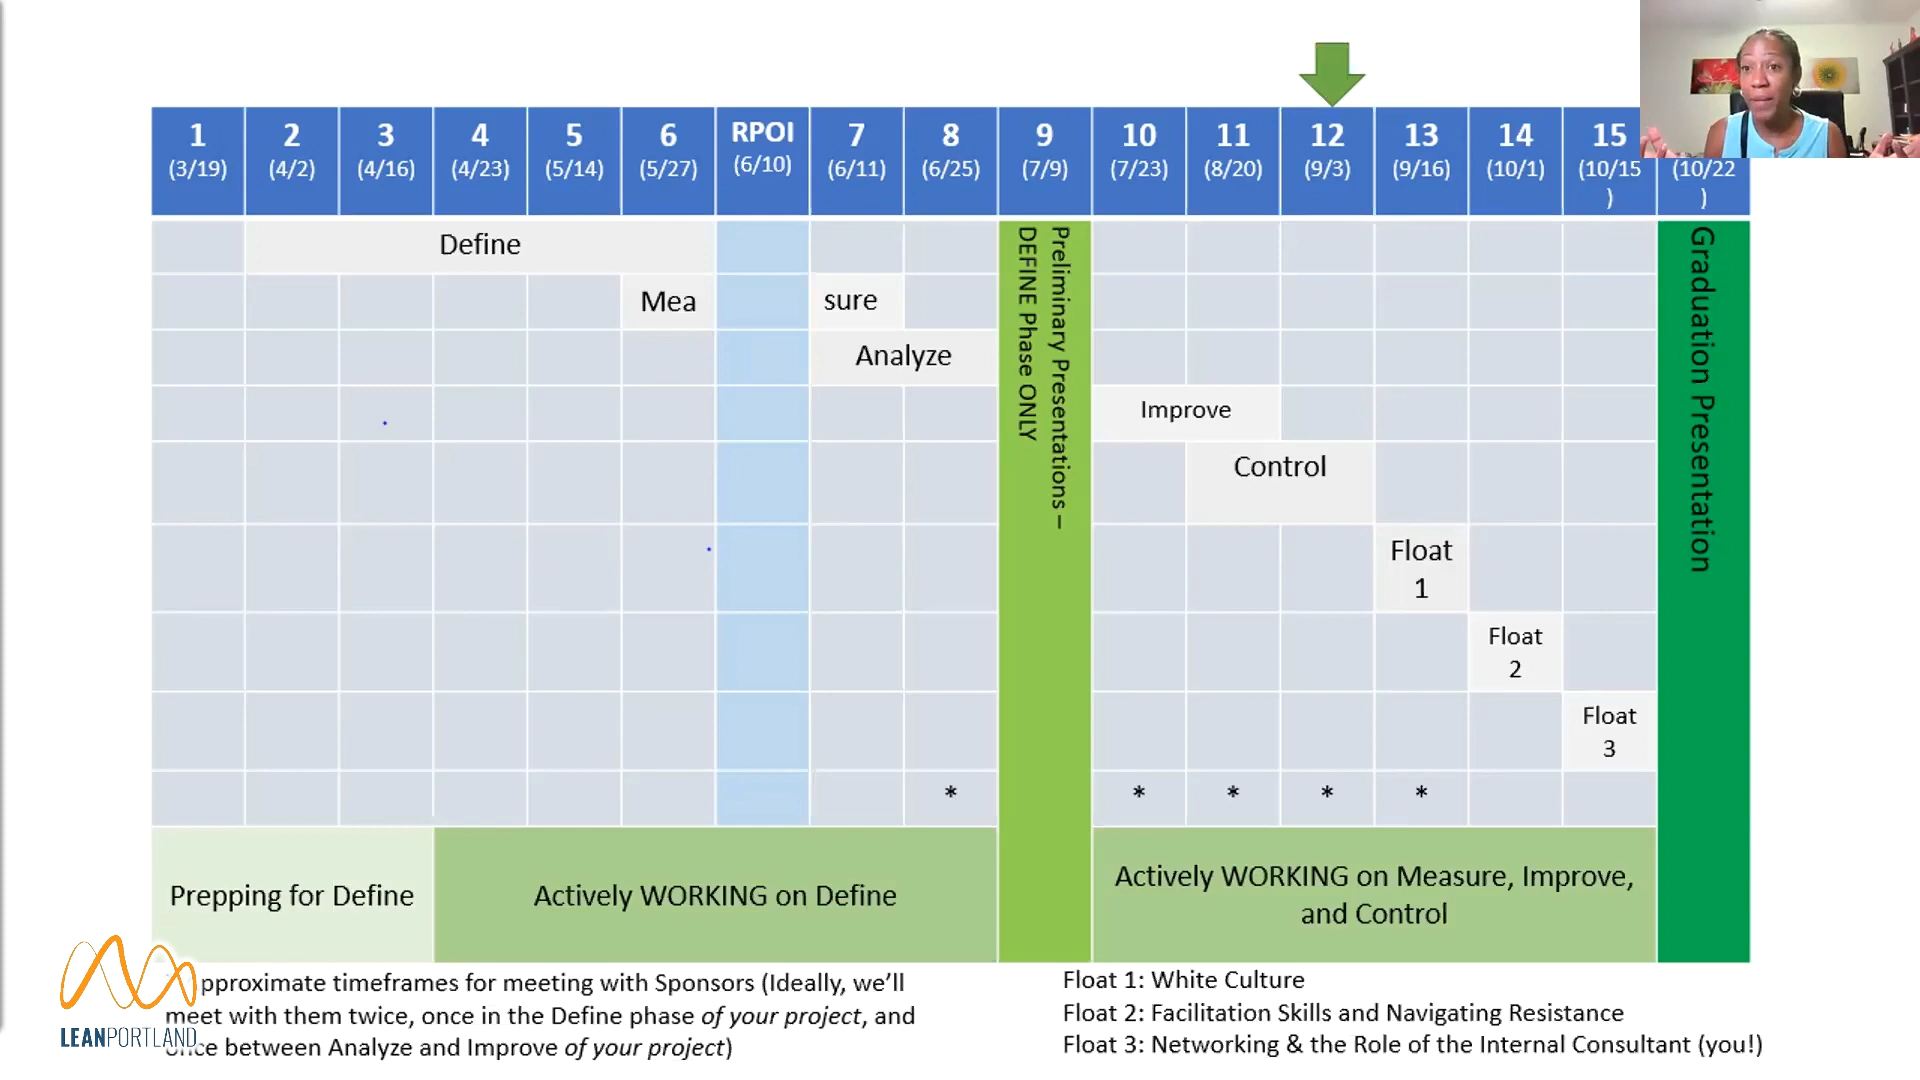 1 2 3 4 5 6 RPOI 7 8 9 10 11 12 13 14 15
(3/19) (4/2) (4/16) (4/23) (5/14) (5/27) (6/10) (6/11) (6/25) (7/9) (7/23) (8/20) (9/3) (9/16) (10/1) (10/15 (10/22
) )
Define
Mea sure
Analyze
Improve
Control
Float
1
Float
2
Float
3
* * * * *
Preliminary Presentations –
DEFINE Phase ONLY
Graduation Presentation
Prepping for Define
Actively WORKING on Define
Actively WORKING on Measure, Improve,
and Control
timeframes for meeting with Sponsors (Ideally, we’ll
meet with them twice, once in the Define phase of your project, and
between Analyze and Improve of your project)
Float 1: White Culture
Float 2: Facilitation Skills and Navigating Resistance
Float 3: Networking & the Role of the Internal Consultant (you!)
LEANPORTLAND